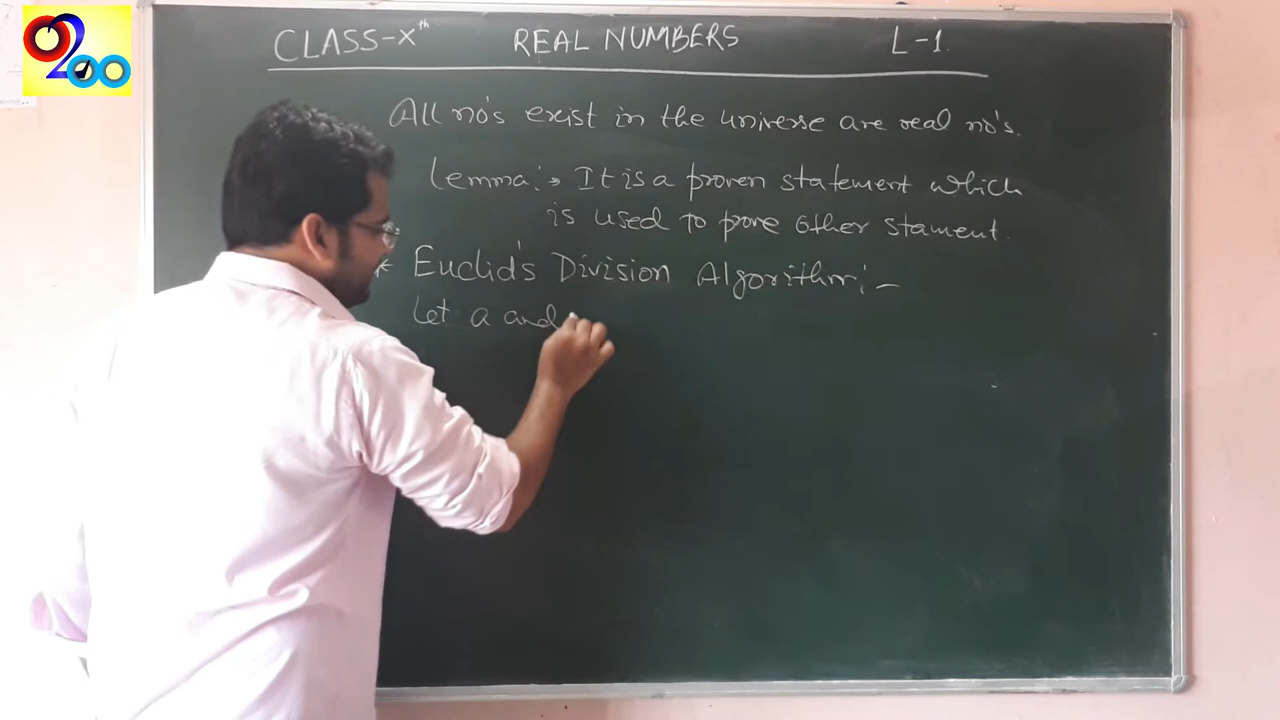 CLASS-Xth REAL NUMBERS L-1.
All no's exist in the universe are real no's.
Lemma:→ It is a proven statement which
is used to prove other stament.
* Euclid's Division Algorithm:-
Let a and